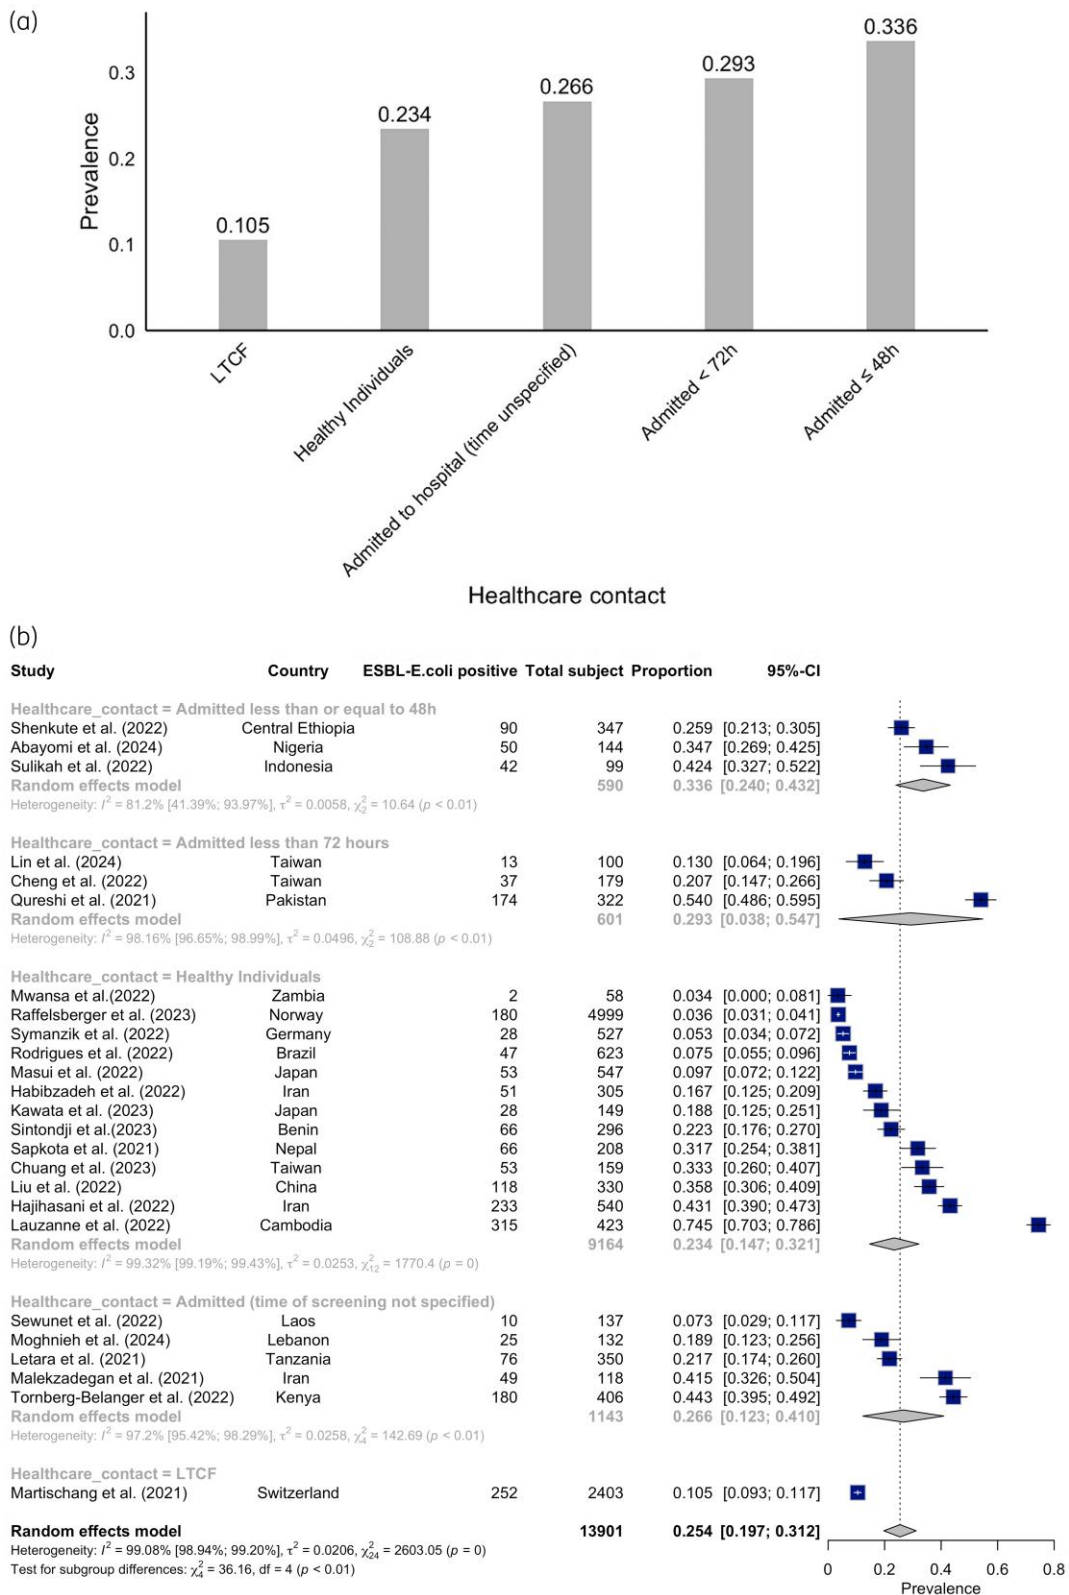 (a)
Prevalence
0.3
0.2
0.1
0.0
0.105
0.234
0.266
0.293
0.336
LTCF
Healthy Individuals
Admitted to hospital (time unspecified)
Admitted < 72h
Admitted ≤ 48h
Healthcare contact
(b)
Study Country ESBL-E.coli positive Total subject Proportion 95%-CI
Healthcare_contact = Admitted less than or equal to 48h
Shenkute et al. (2022) Central Ethiopia 90 347 0.259 [0.213; 0.305]
Abayomi et al. (2024) Nigeria 50 144 0.347 [0.269; 0.425]
Sulikah et al. (2022) Indonesia 42 99 0.424 [0.327; 0.522]
Random effects model 590 0.336 [0.240; 0.432]
Heterogeneity: I² = 81.2% [41.39%; 93.97%], τ² = 0.0058, χ²₂ = 10.64 (p < 0.01)
Healthcare_contact = Admitted less than 72 hours
Lin et al. (2024) Taiwan 13 100 0.130 [0.064; 0.196]
Cheng et al. (2022) Taiwan 37 179 0.207 [0.147; 0.266]
Qureshi et al. (2021) Pakistan 174 322 0.540 [0.486; 0.595]
Random effects model 601 0.293 [0.038; 0.547]
Heterogeneity: I² = 98.16% [96.65%; 98.99%], τ² = 0.0496, χ²₂ = 108.88 (p < 0.01)
Healthcare_contact = Healthy Individuals
Mwansa et al.(2022) Zambia 2 58 0.034 [0.000; 0.081]
Raffelsberger et al. (2023) Norway 180 4999 0.036 [0.031; 0.041]
Symanzik et al. (2022) Germany 28 527 0.053 [0.034; 0.072]
Rodrigues et al. (2022) Brazil 47 623 0.075 [0.055; 0.096]
Masui et al. (2022) Japan 53 547 0.097 [0.072; 0.122]
Habibzadeh et al. (2022) Iran 51 305 0.167 [0.125; 0.209]
Kawata et al. (2023) Japan 28 149 0.188 [0.125; 0.251]
Sintondji et al.(2023) Benin 66 296 0.223 [0.176; 0.270]
Sapkota et al. (2021) Nepal 66 208 0.317 [0.254; 0.381]
Chuang et al. (2023) Taiwan 53 159 0.333 [0.260; 0.407]
Liu et al. (2022) China 118 330 0.358 [0.306; 0.409]
Hajihasani et al. (2022) Iran 233 540 0.431 [0.390; 0.473]
Lauzanne et al. (2022) Cambodia 315 423 0.745 [0.703; 0.786]
Random effects model 9164 0.234 [0.147; 0.321]
Heterogeneity: I² = 99.32% [99.19%; 99.43%], τ² = 0.0253, χ²₁₂ = 1770.4 (p = 0)
Healthcare_contact = Admitted (time of screening not specified)
Sewunet et al. (2022) Laos 10 137 0.073 [0.029; 0.117]
Moghnieh et al. (2024) Lebanon 25 132 0.189 [0.123; 0.256]
Letara et al. (2021) Tanzania 76 350 0.217 [0.174; 0.260]
Malekzadegan et al. (2021) Iran 49 118 0.415 [0.326; 0.504]
Tornberg-Belanger et al. (2022) Kenya 180 406 0.443 [0.395; 0.492]
Random effects model 1143 0.266 [0.123; 0.410]
Heterogeneity: I² = 97.2% [95.42%; 98.29%], τ² = 0.0258, χ²₄ = 142.69 (p < 0.01)
Healthcare_contact = LTCF
Martischang et al. (2021) Switzerland 252 2403 0.105 [0.093; 0.117]
Random effects model 13901 0.254 [0.197; 0.312]
Heterogeneity: I² = 99.08% [98.94%; 99.20%], τ² = 0.0206, χ²₂₄ = 2603.05 (p = 0)
Test for subgroup differences: χ²₄ = 36.16, df = 4 (p < 0.01)
0 0.2 0.4 0.6 0.8
Prevalence